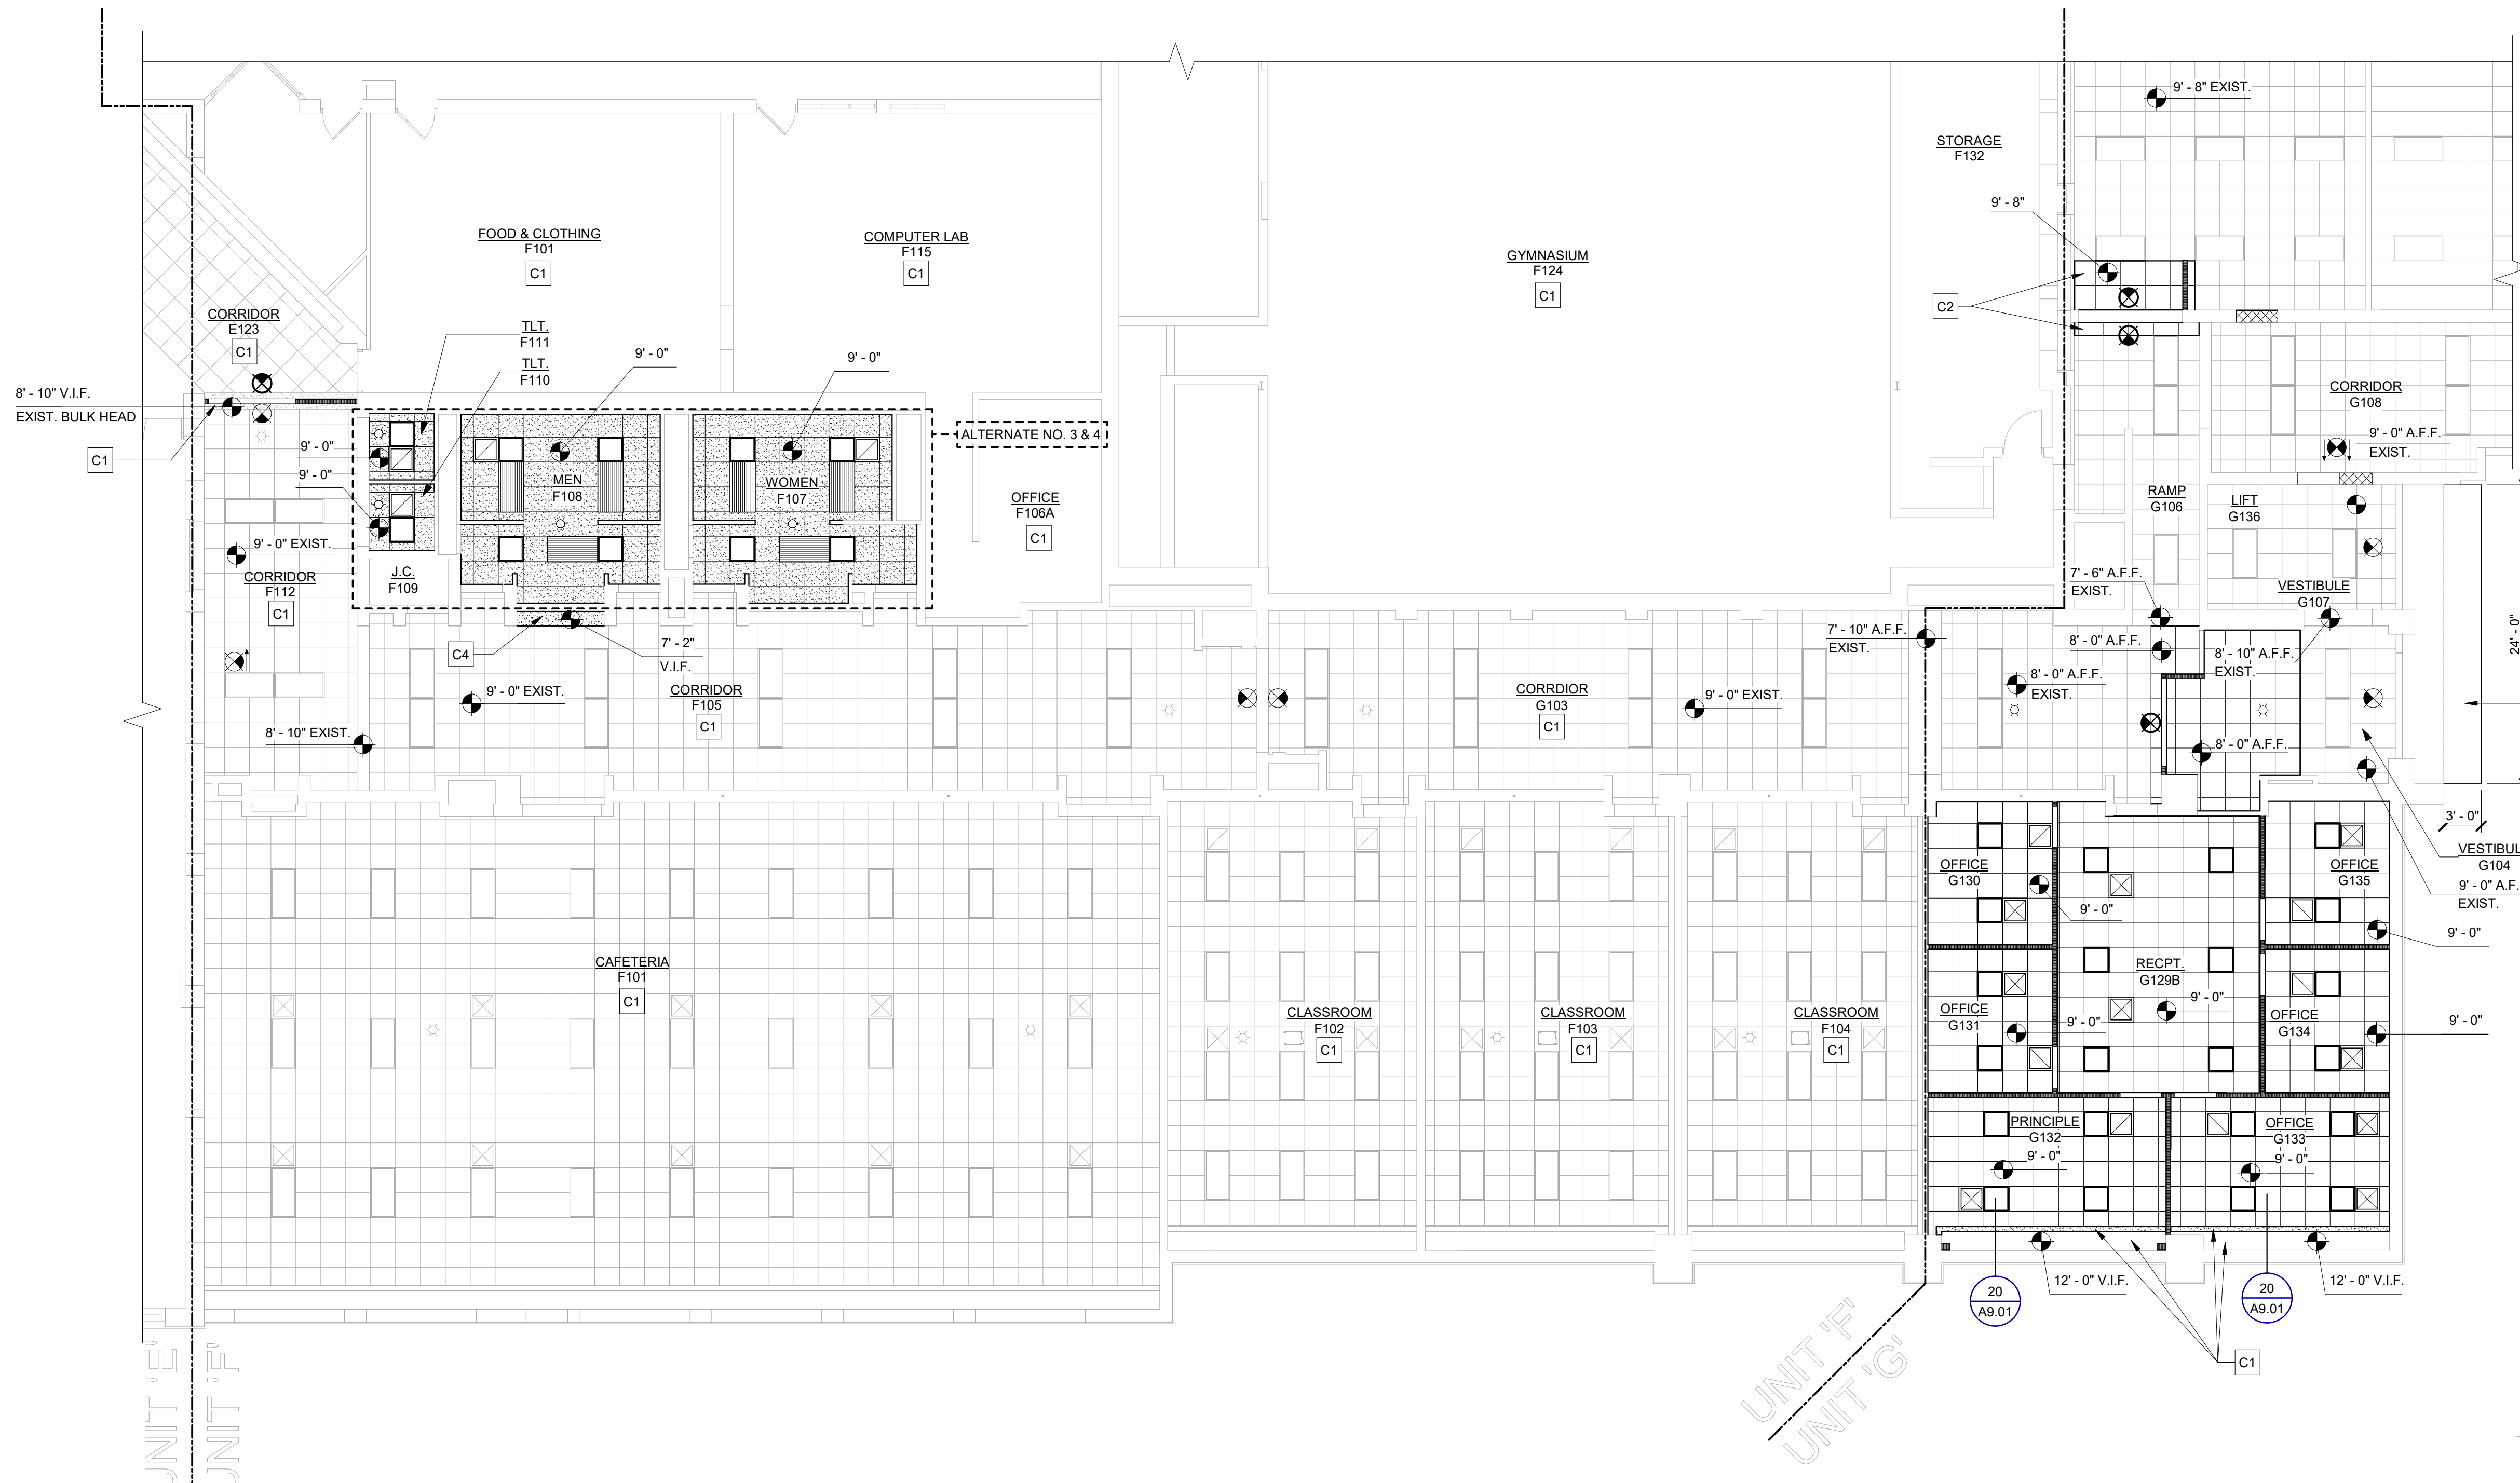 9' - 8" EXIST.
STORAGE
F132
9' - 8"
FOOD & CLOTHING
F101
C1
COMPUTER LAB
F115
C1
GYMNASIUM
F124
C1
C2
CORRIDOR
E123
C1
TLT.
F111
TLT.
F110
9' - 0"
9' - 0"
8' - 10" V.I.F.
EXIST. BULK HEAD
C1
CORRIDOR
G108
9' - 0" A.F.F.
EXIST.
ALTERNATE NO. 3 & 4
9' - 0"
9' - 0"
MEN
F108
WOMEN
F107
OFFICE
F106A
C1
RAMP
G106
LIFT
G136
9' - 0" EXIST.
CORRIDOR
F112
C1
J.C.
F109
7' - 6" A.F.F.
EXIST.
VESTIBULE
G107
24' - 0"
C4
7' - 2"
V.I.F.
7' - 10" A.F.F.
EXIST.
8' - 0" A.F.F.
8' - 10" A.F.F.
EXIST.
8' - 0" A.F.F.
EXIST.
9' - 0" EXIST.
CORRIDOR
F105
C1
CORRDIOR
G103
C1
9' - 0" EXIST.
8' - 10" EXIST.
8' - 0" A.F.F.
3' - 0"
VESTIBUL
G104
9' - 0" A.F.
EXIST.
OFFICE
G130
9' - 0"
OFFICE
G135
9' - 0"
CAFETERIA
F101
C1
RECPT.
G129B
9' - 0"
OFFICE
G131
9' - 0"
OFFICE
G134
9' - 0"
CLASSROOM
F102
C1
CLASSROOM
F103
C1
CLASSROOM
F104
C1
PRINCIPLE
G132
9' - 0"
OFFICE
G133
9' - 0"
12' - 0" V.I.F.
12' - 0" V.I.F.
20
A9.01
20
A9.01
C1
UNIT 'E'
UNIT 'F'
UNIT 'F'
UNIT 'G'